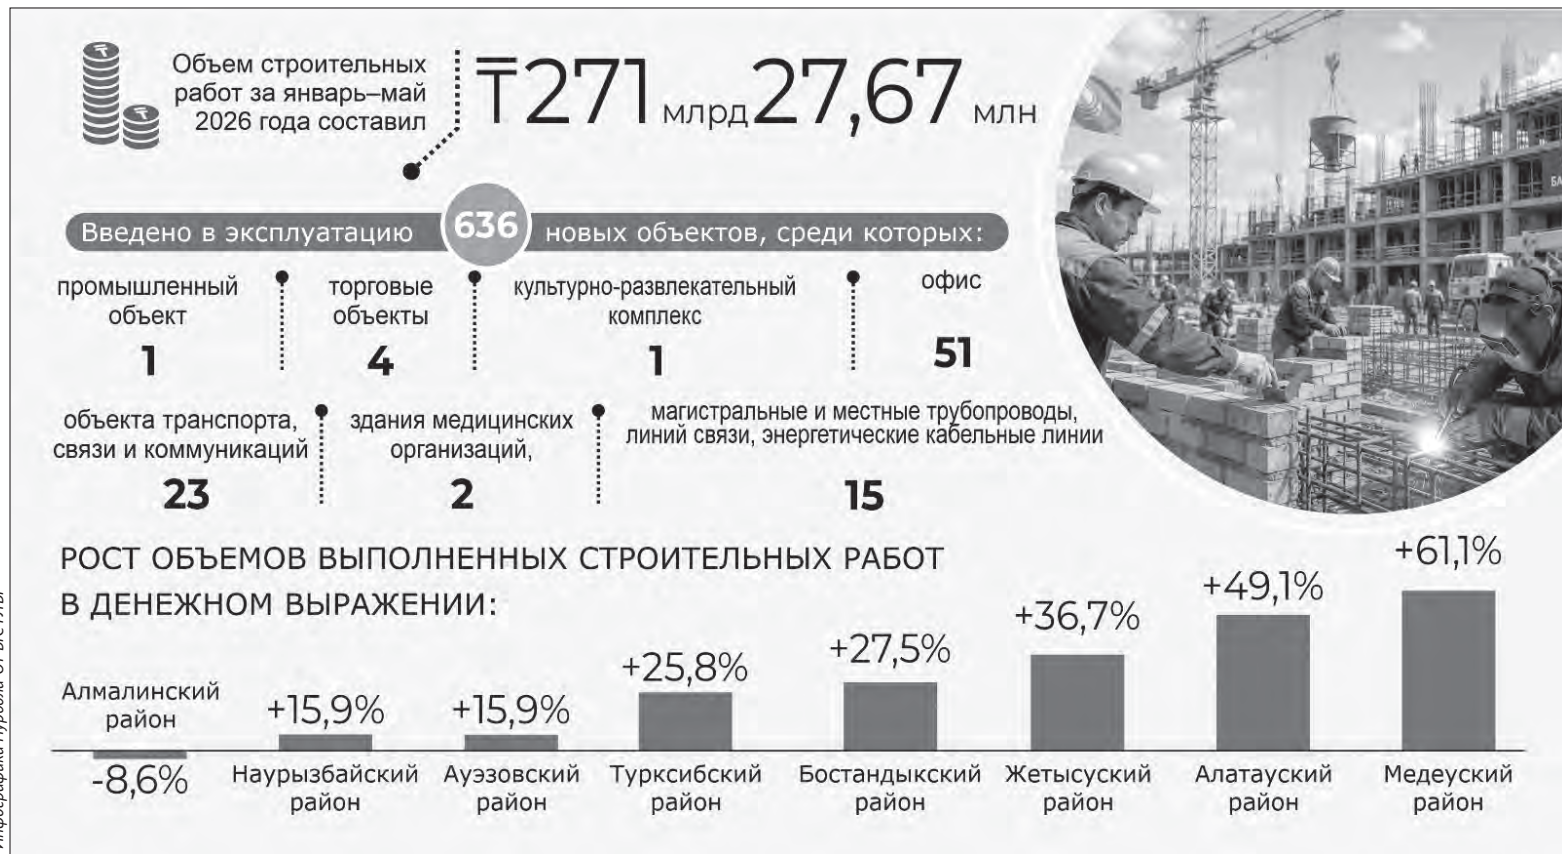 Объем строительных
работ за январь–май
2026 года составил
₸271 млрд 27,67 млн
Введено в эксплуатацию 636 новых объектов, среди которых:
промышленный
объект
1
торговые
объекты
4
культурно-развлекательный
комплекс
1
офис
51
объекта транспорта,
связи и коммуникаций
23
здания медицинских
организаций,
2
магистральные и местные трубопроводы,
линий связи, энергетические кабельные линии
15
РОСТ ОБЪЕМОВ ВЫПОЛНЕННЫХ СТРОИТЕЛЬНЫХ РАБОТ
В ДЕНЕЖНОМ ВЫРАЖЕНИИ:
Алмалинский
район
-8,6%
+15,9%
Наурызбайский
район
+15,9%
Ауэзовский
район
+25,8%
Турксибский
район
+27,5%
Бостандыкский
район
+36,7%
Жетысуский
район
+49,1%
Алатауский
район
+61,1%
Медеуский
район
Инфографика